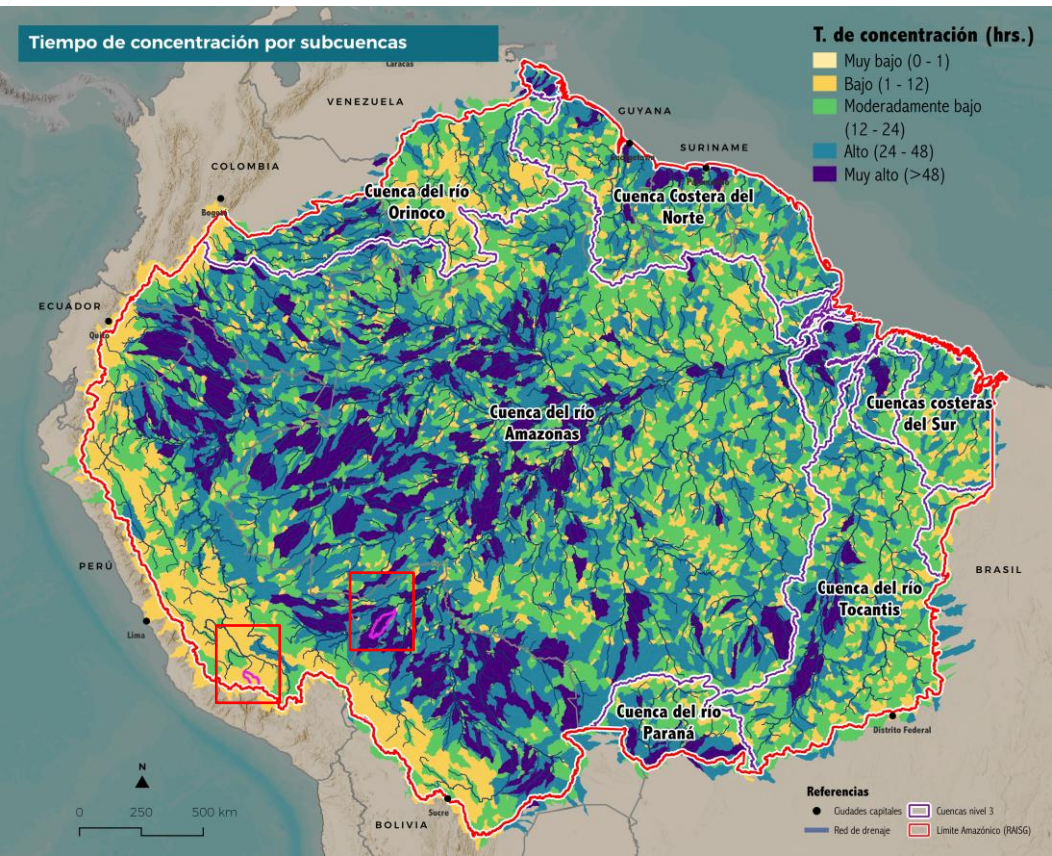 Tiempo de concentración por subcuencas
T. de concentración (hrs.)
Muy bajo (0 - 1)
Bajo (1 - 12)
Moderadamente bajo
(12 - 24)
Alto (24 - 48)
Muy alto (>48)
Caracas
VENEZUELA
GUYANA
SURINAME
COLOMBIA
Bogotá
Cuenca del río
Orinoco
Cuenca Costera del
Norte
ECUADOR
Quito
Cuenca del río
Amazonas
Cuencas costeras
del Sur
PERÚ
Lima
BRASIL
Cuenca del río
Tocantis
Cuenca del río
Paraná
Distrito Federal
N
0 250 500 km
Sucre
BOLIVIA
Referencias
Ciudades capitales
Cuencas nivel 3
Red de drenaje
Límite Amazónico (RAISG)